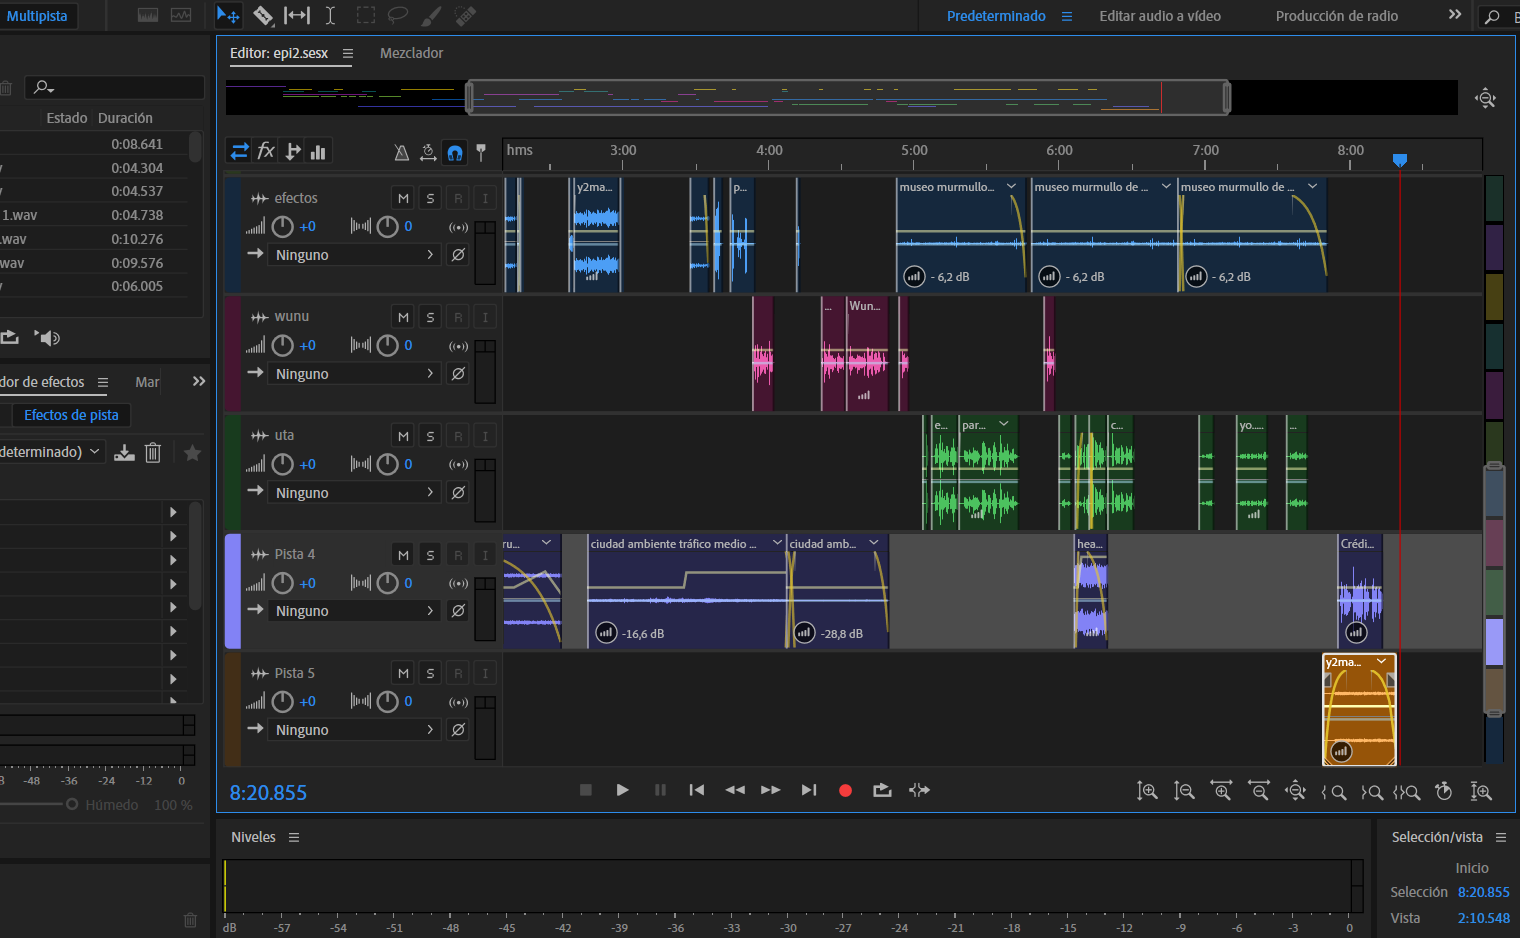 Multipista
Predeterminado
Editar audio a vídeo
Producción de radio
Editor: epi2.sesx
Mezclador
Estado Duración
0:08.641
0:04.304
0:04.537
1.wav 0:04.738
.wav 0:10.276
wav 0:09.576
0:06.005
dor de efectos
Mar
Efectos de pista
determinado)
-48 -36 -24 -12 0
Húmedo 100 %
hms 3:00 4:00 5:00 6:00 7:00 8:00
efectos M S R I
+0 0
Ninguno
y2ma...
p...
museo murmullo...
museo murmullo de ...
museo murmullo de ...
- 6,2 dB
- 6,2 dB
- 6,2 dB
wunu M S R I
+0 0
Ninguno
...
Wun...
uta M S R I
+0 0
Ninguno
e...
par...
c...
yo....
...
Pista 4 M S R I
+0 0
Ninguno
ru...
ciudad ambiente tráfico medio ...
ciudad amb...
hea...
Crédi...
-16,6 dB
-28,8 dB
Pista 5 M S R I
+0 0
Ninguno
y2ma...
8:20.855
Niveles
dB -57 -54 -51 -48 -45 -42 -39 -36 -33 -30 -27 -24 -21 -18 -15 -12 -9 -6 -3 0
Selección/vista
Inicio
Selección 8:20.855
Vista 2:10.548